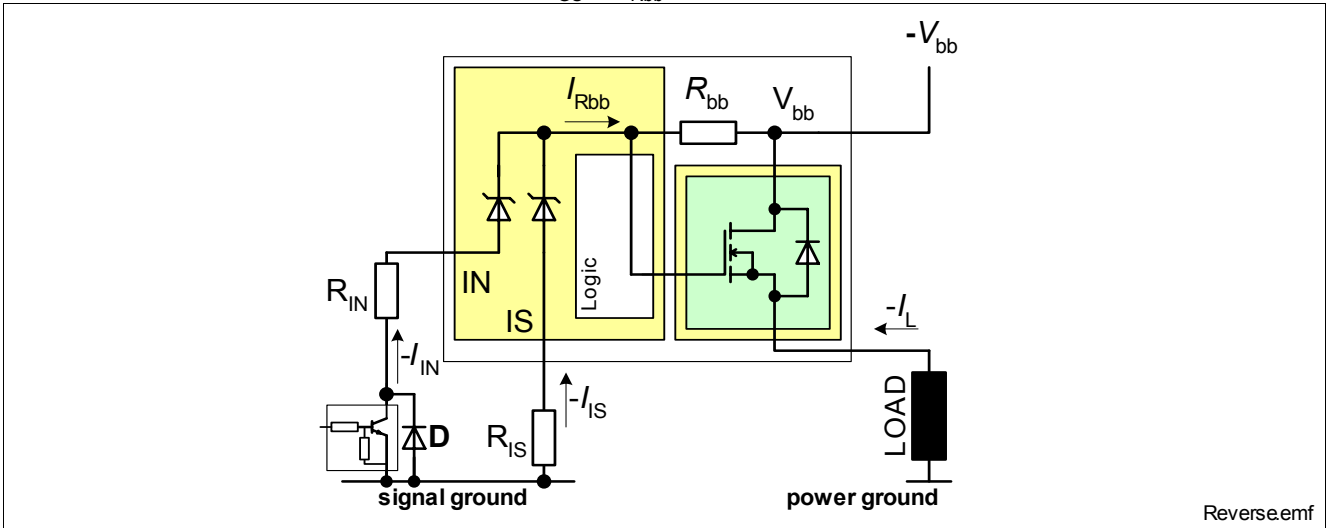 Rbb
-Vbb
IRbb
Rbb
Vbb
Logic
IN
IS
RIN
-IIN
-IL
-IIS
D
RIS
LOAD
signal ground
power ground
Reverse.emf